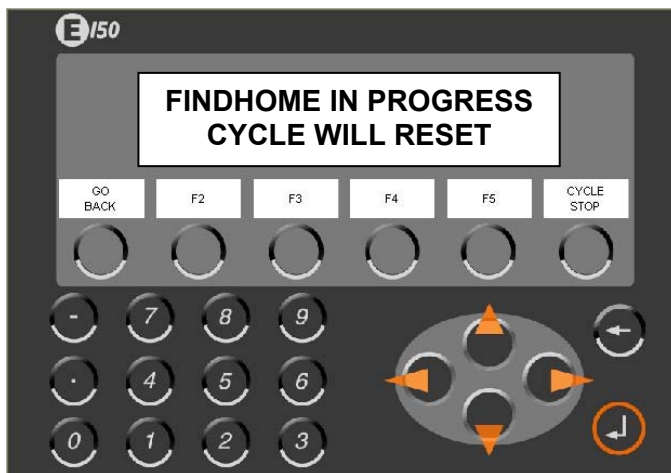 E 150
FINDHOME IN PROGRESS
CYCLE WILL RESET
GO
BACK
F2
F3
F4
F5
CYCLE
STOP
- 7 8 9
. 4 5 6
0 1 2 3